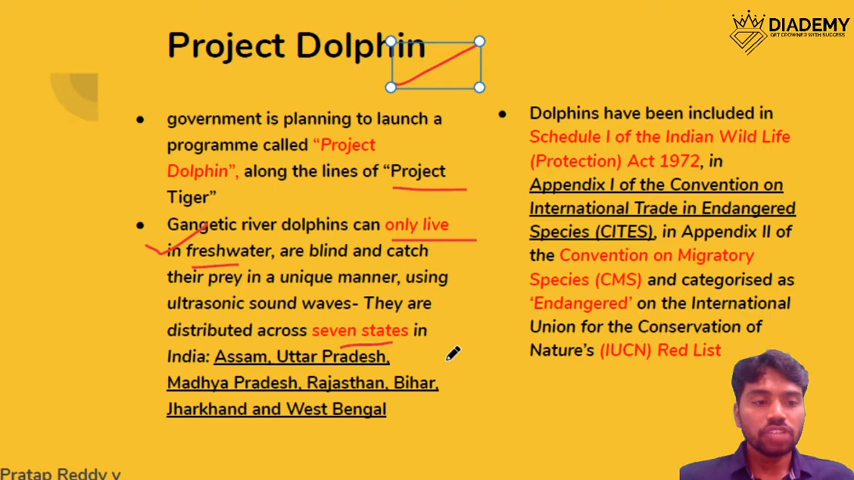 Project Dolphin
DIADEMY
GET CROWNED WITH SUCCESS
● government is planning to launch a
programme called “Project
Dolphin”, along the lines of “Project
Tiger”
● Gangetic river dolphins can only live
in freshwater, are blind and catch
their prey in a unique manner, using
ultrasonic sound waves- They are
distributed across seven states in
India: Assam, Uttar Pradesh,
Madhya Pradesh, Rajasthan, Bihar,
Jharkhand and West Bengal
● Dolphins have been included in
Schedule I of the Indian Wild Life
(Protection) Act 1972, in
Appendix I of the Convention on
International Trade in Endangered
Species (CITES), in Appendix II of
the Convention on Migratory
Species (CMS) and categorised as
‘Endangered’ on the International
Union for the Conservation of
Nature’s (IUCN) Red List
Pratap Reddy y